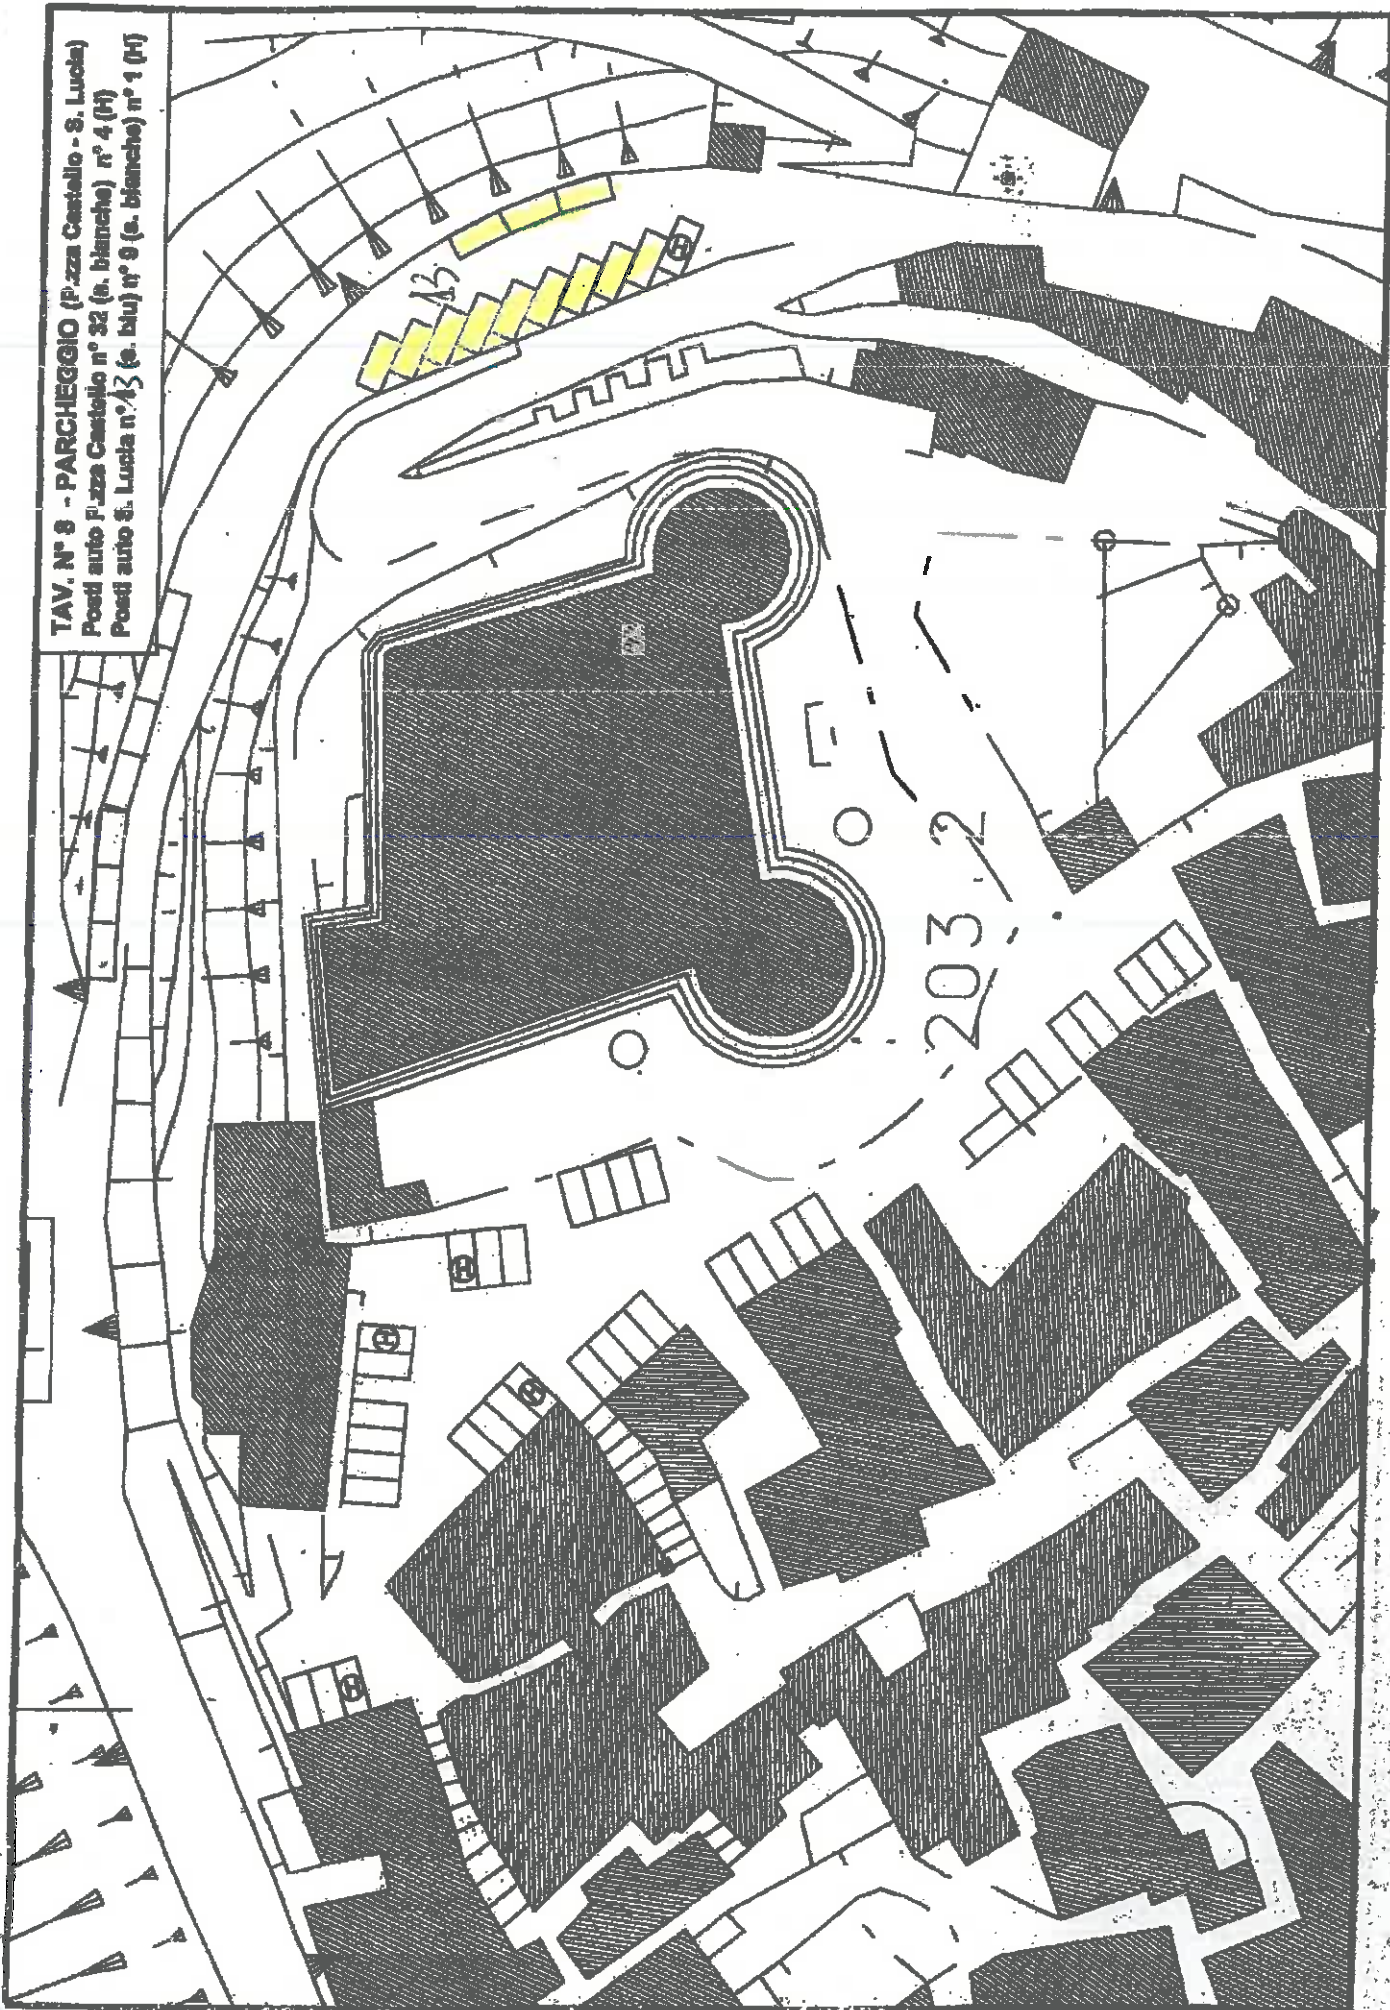 TAV. N° 8 - PARCHEGGIO (P.zza Castello - S. Lucia)
Posti auto P.zza Castello n° 32 (s. bianche) n° 4 (H)
Posti auto S. Lucia n° 13 (s. blu) n° 9 (s. bianche) n° 1 (H)
13
H
203.2
H
H
H
H